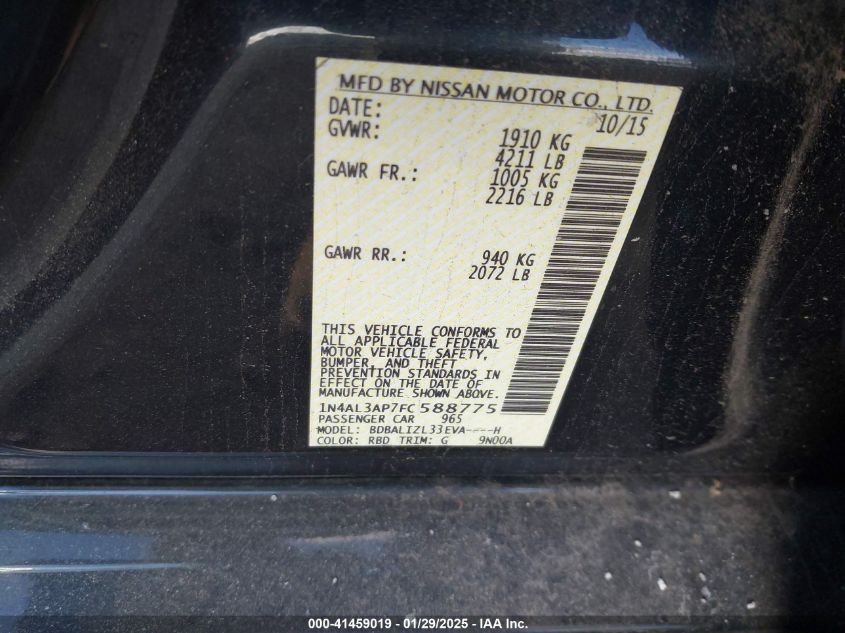 MFD BY NISSAN MOTOR CO., LTD.
DATE: 10/15
GVWR: 1910 KG
4211 LB
GAWR FR.: 1005 KG
2216 LB
GAWR RR.: 940 KG
2072 LB
THIS VEHICLE CONFORMS TO
ALL APPLICABLE FEDERAL
MOTOR VEHICLE SAFETY,
BUMPER, AND THEFT
PREVENTION STANDARDS IN
EFFECT ON THE DATE OF
MANUFACTURE SHOWN ABOVE.
1N4AL3AP7FC588775
PASSENGER CAR 965
MODEL: BDBALIZL33EVA----H
COLOR: RBD TRIM: G 9N00A
000-41459019 - 01/29/2025 - IAA Inc.